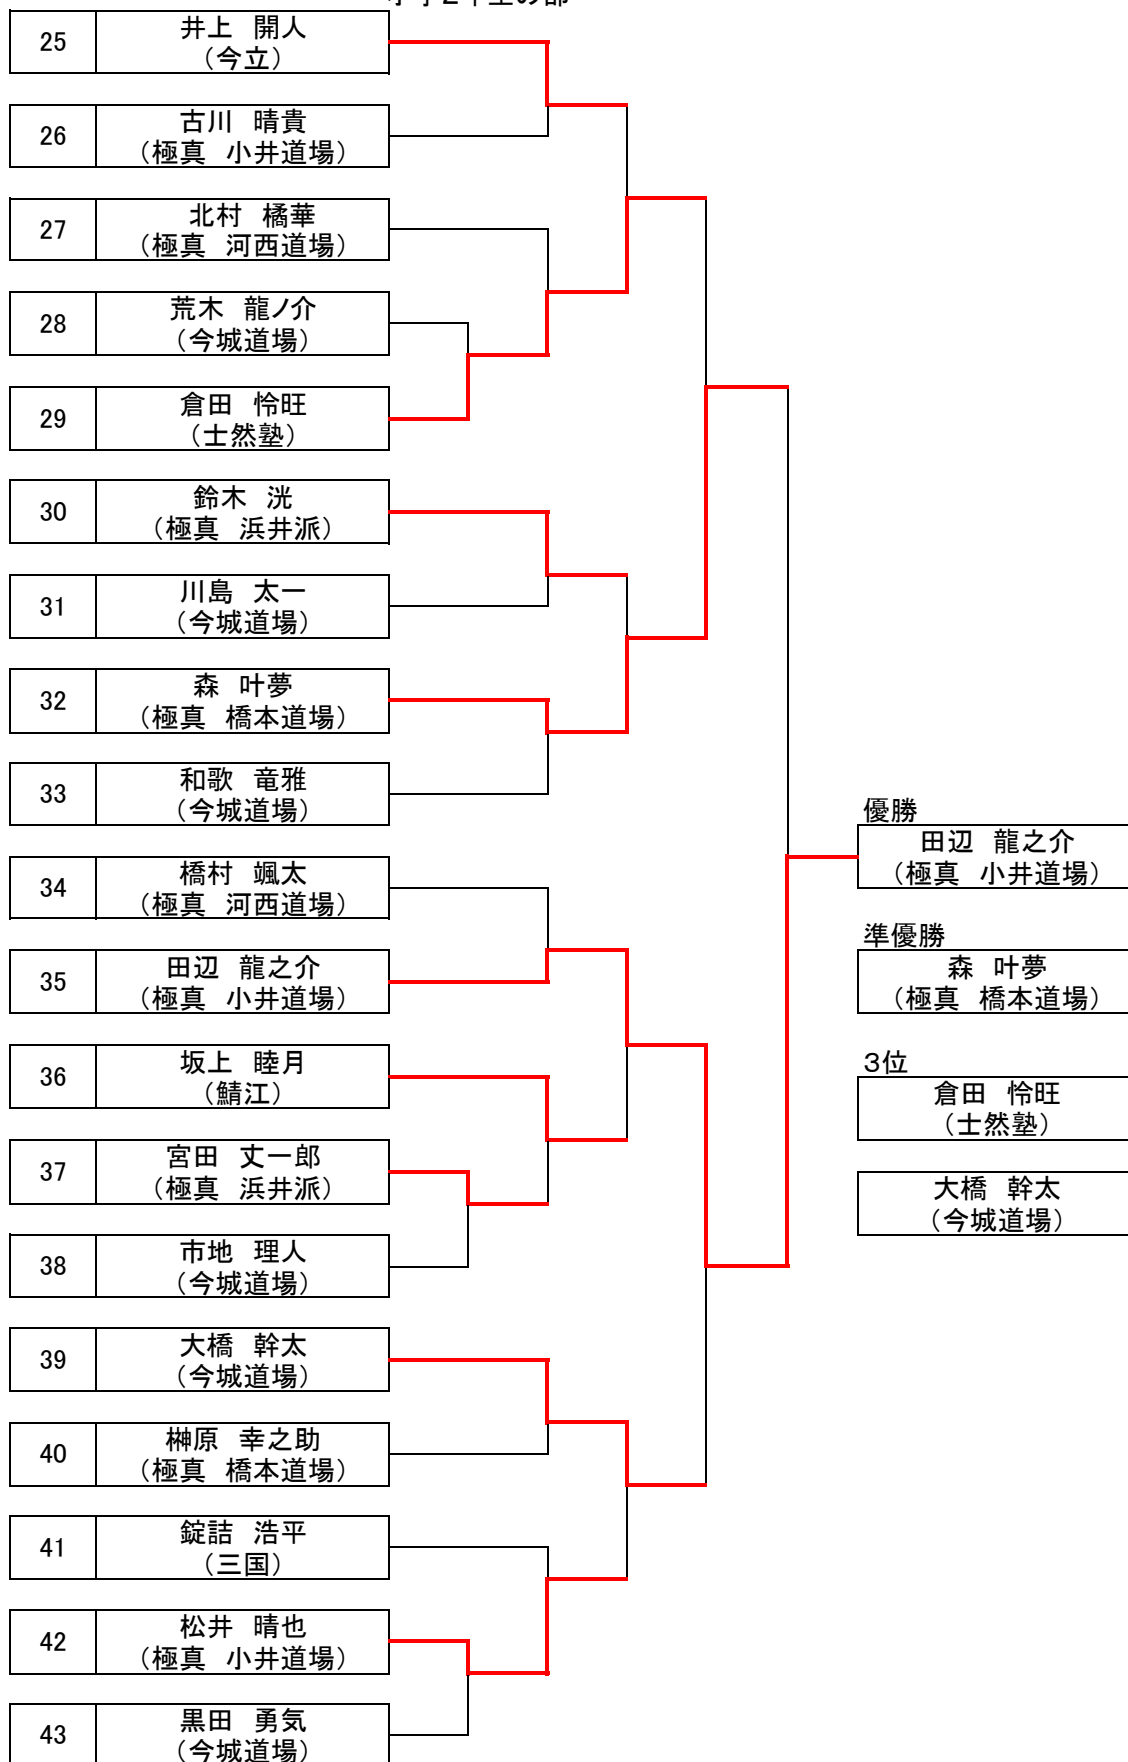 25
井上　開人
（今立）
26
古川　晴貴
（極真　小井道場）
27
北村　橘華
（極真　河西道場）
28
荒木　龍ノ介
（今城道場）
29
倉田　怜旺
（士然塾）
30
鈴木　洸
（極真　浜井派）
31
川島　太一
（今城道場）
32
森　叶夢
（極真　橋本道場）
33
和歌　竜雅
（今城道場）
34
橋村　颯太
（極真　河西道場）
35
田辺　龍之介
（極真　小井道場）
36
坂上　睦月
（鯖江）
37
宮田　丈一郎
（極真　浜井派）
38
市地　理人
（今城道場）
39
大橋　幹太
（今城道場）
40
榊原　幸之助
（極真　橋本道場）
41
錠詰　浩平
（三国）
42
松井　晴也
（極真　小井道場）
43
黒田　勇気
（今城道場）
優勝
田辺　龍之介
（極真　小井道場）
準優勝
森　叶夢
（極真　橋本道場）
３位
倉田　怜旺
（士然塾）
大橋　幹太
（今城道場）